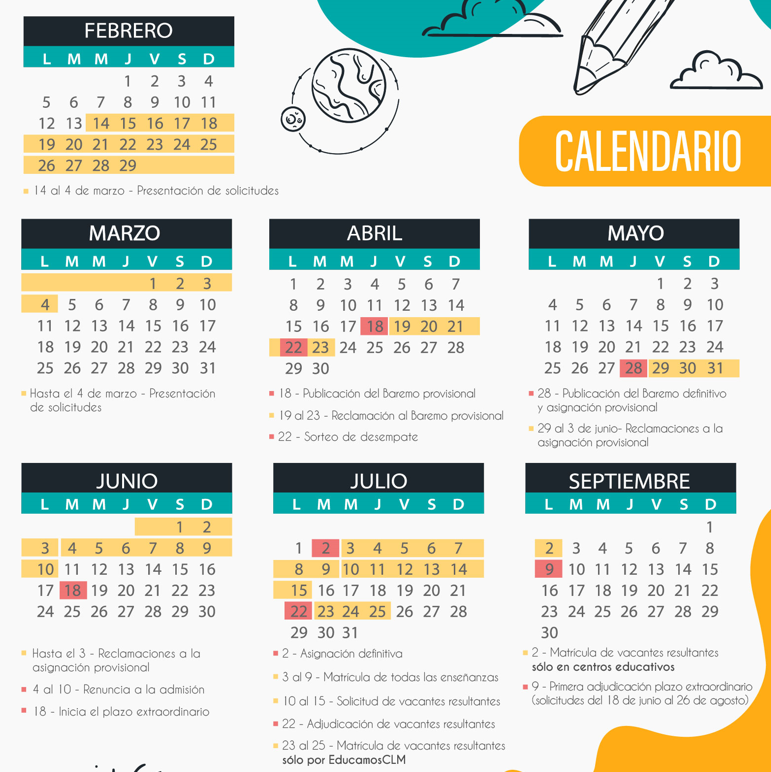 FEBRERO
L M M J V S D
1 2 3 4
5 6 7 8 9 10 11
12 13 14 15 16 17 18
19 20 21 22 23 24 25
26 27 28 29
14 al 4 de marzo - Presentación de solicitudes
CALENDARIO
MARZO
L M M J V S D
1 2 3
4 5 6 7 8 9 10
11 12 13 14 15 16 17
18 19 20 21 22 23 24
25 26 27 28 29 30 31
Hasta el 4 de marzo - Presentación
de solicitudes
ABRIL
L M M J V S D
1 2 3 4 5 6 7
8 9 10 11 12 13 14
15 16 17 18 19 20 21
22 23 24 25 26 27 28
29 30
18 - Publicación del Baremo provisional
19 al 23 - Reclamación al Baremo provisional
22 - Sorteo de desempate
MAYO
L M M J V S D
1 2 3
4 5 6 7 8 9 10
11 12 13 14 15 16 17
18 19 20 21 22 23 24
25 26 27 28 29 30 31
28 - Publicación del Baremo definitivo
y asignación provisional
29 al 3 de junio- Reclamaciones a la
asignación provisional
JUNIO
L M M J V S D
1 2
3 4 5 6 7 8 9
10 11 12 13 14 15 16
17 18 19 20 21 22 23
24 25 26 27 28 29 30
Hasta el 3 - Reclamaciones a la
asignación provisional
4 al 10 - Renuncia a la admisión
18 - Inicia el plazo extraordinario
JULIO
L M M J V S D
1 2 3 4 5 6 7
8 9 10 11 12 13 14
15 16 17 18 19 20 21
22 23 24 25 26 27 28
29 30 31
2 - Asignación definitiva
3 al 9 - Matrícula de todas las enseñanzas
10 al 15 - Solicitud de vacantes resultantes
22 - Adjudicación de vacantes resultantes
23 al 25 - Matrícula de vacantes resultantes
sólo por EducamosCLM
SEPTIEMBRE
L M M J V S D
1
2 3 4 5 6 7 8
9 10 11 12 13 14 15
16 17 18 19 20 21 22
23 24 25 26 27 28 29
30
2 - Matricula de vacantes resultantes
sólo en centros educativos
9 - Primera adjudicación plazo extraordinario
(solicitudes del 18 de junio al 26 de agosto)